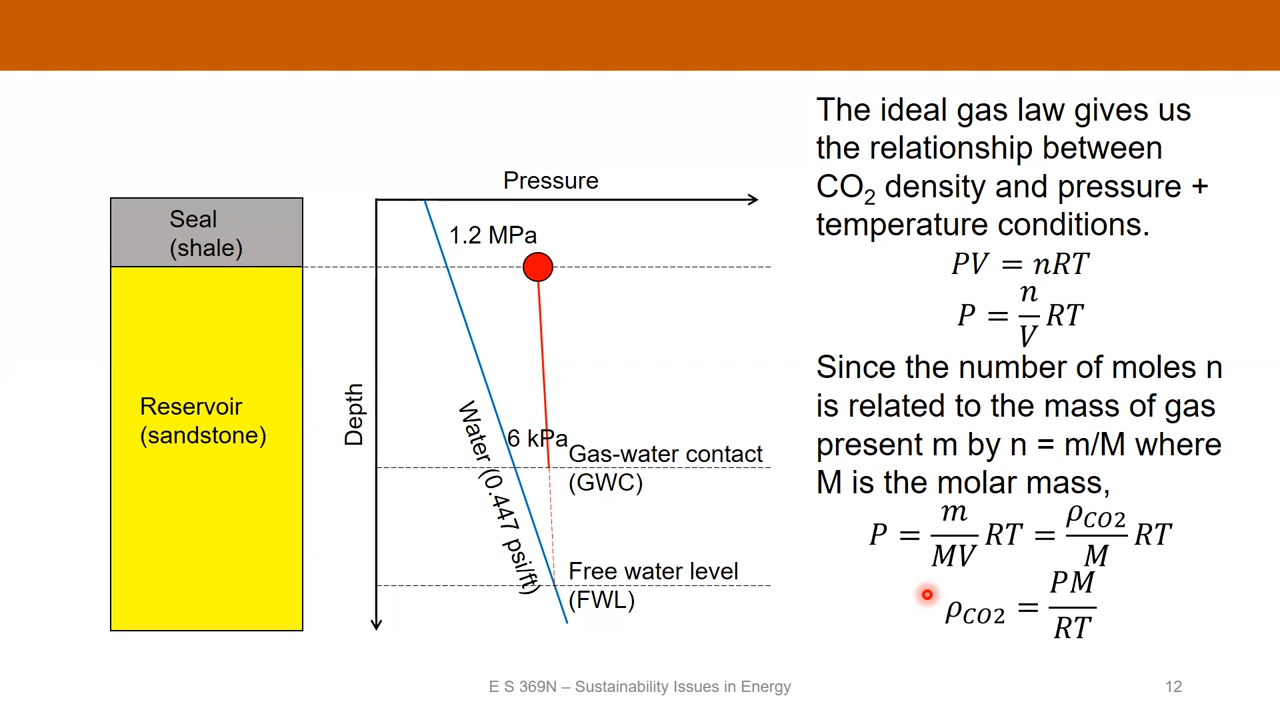 Pressure
Seal
(shale)
1.2 MPa
Reservoir
(sandstone)
Depth
Water (0.447 psi/ft)
6 kPa
Gas-water contact
(GWC)
Free water level
(FWL)
The ideal gas law gives us
the relationship between
CO₂ density and pressure +
temperature conditions.
PV = nRT
P = n/V RT
Since the number of moles n
is related to the mass of gas
present m by n = m/M where
M is the molar mass,
P = m/MV RT = ρ_CO2/M RT
ρ_CO2 = PM/RT
E S 369N – Sustainability Issues in Energy
12